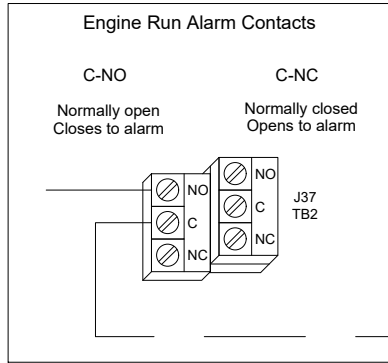 Engine Run Alarm Contacts
C-NO
Normally open
Closes to alarm
C-NC
Normally closed
Opens to alarm
NO
C
NC
NO
C
NC
J37
TB2